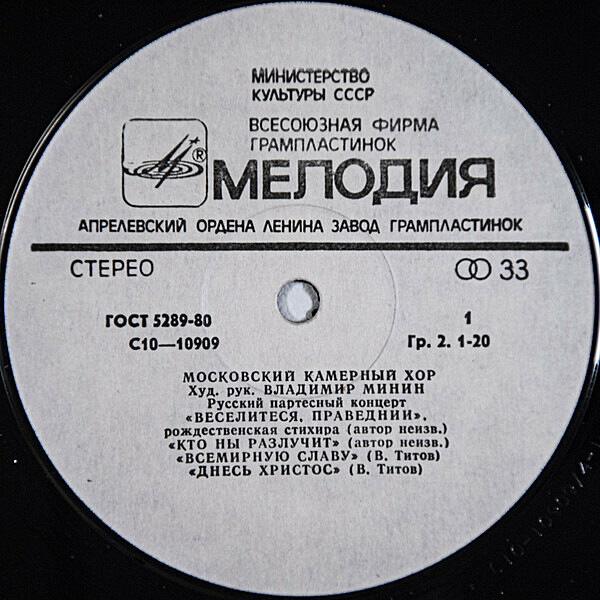 МИНИСТЕРСТВО
КУЛЬТУРЫ СССР
ВСЕСОЮЗНАЯ ФИРМА
ГРАМПЛАСТИНОК
® МЕЛОДИЯ
АПРЕЛЕВСКИЙ ОРДЕНА ЛЕНИНА ЗАВОД ГРАМПЛАСТИНОК
СТЕРЕО 33
ГОСТ 5289-80 1
С10—10909 Гр. 2. 1-20
МОСКОВСКИЙ КАМЕРНЫЙ ХОР
Худ. рук. ВЛАДИМИР МИНИН
Русский партесный концерт
«ВЕСЕЛИТЕСЯ, ПРАВЕДНИИ»,
рождественская стихира (автор неизв.)
«КТО НЫ РАЗЛУЧИТ» (автор неизв.)
«ВСЕМИРНУЮ СЛАВУ» (В. Титов)
«ДНЕСЬ ХРИСТОС» (В. Титов)